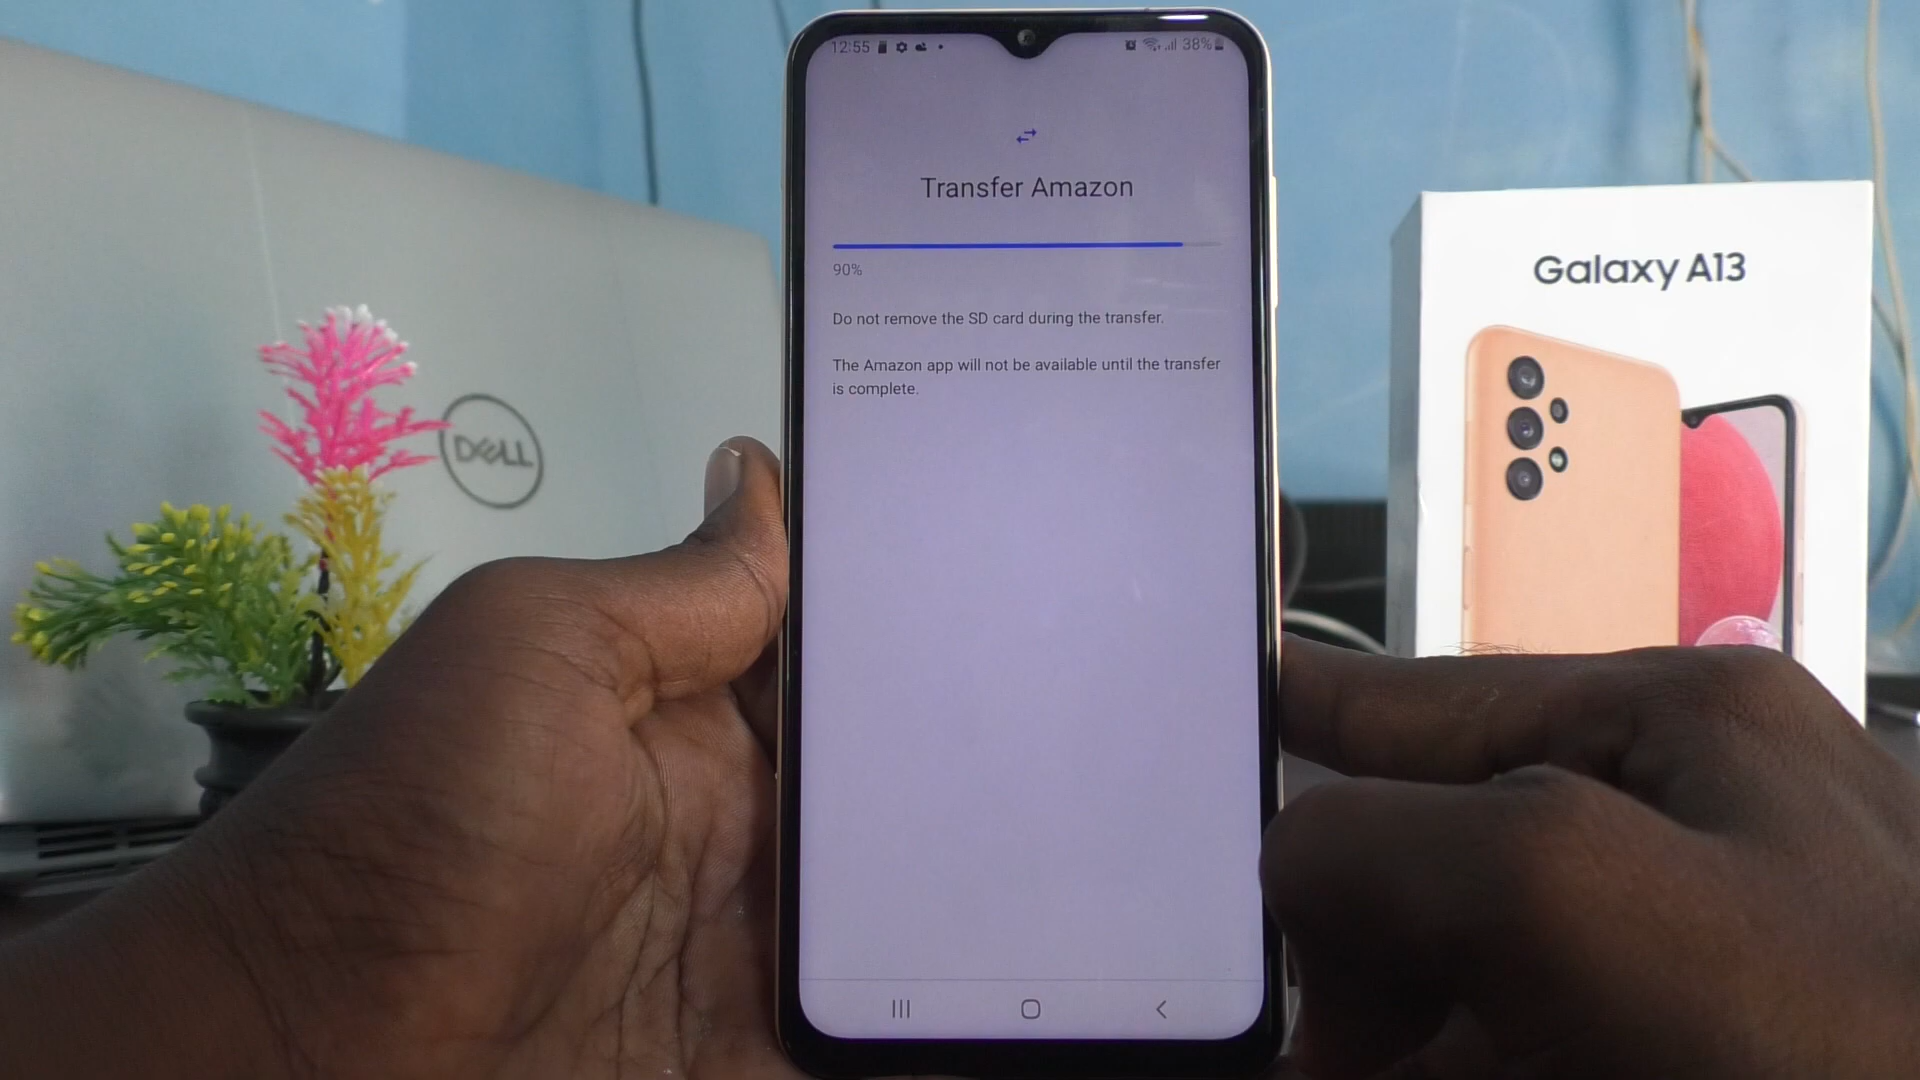 12:55
38%
Transfer Amazon
90%
Do not remove the SD card during the transfer.
The Amazon app will not be available until the transfer
is complete.
DELL
Galaxy A13